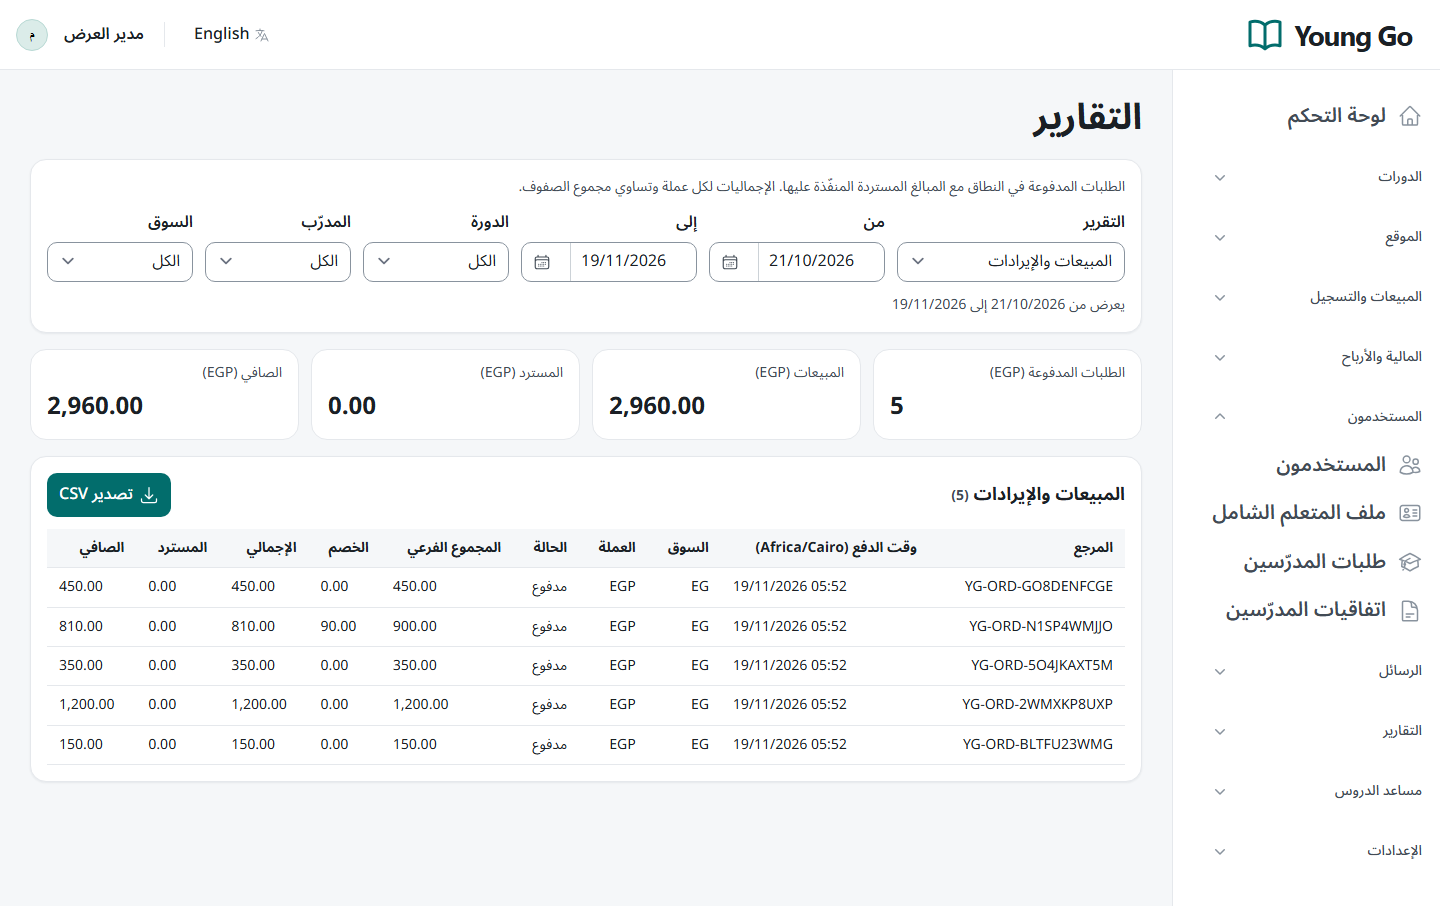 Young Go
English
مدير العرض
م
لوحة التحكم
الدورات
الموقع
المبيعات والتسجيل
المالية والأرباح
المستخدمون
المستخدمون
ملف المتعلم الشامل
طلبات المدرّسين
اتفاقيات المدرّسين
الرسائل
التقارير
مساعد الدروس
الإعدادات
التقارير
الطلبات المدفوعة في النطاق مع المبالغ المستردة المنفّذة عليها. الإجماليات لكل عملة وتساوي مجموع الصفوف.
التقرير من إلى الدورة المدرّب السوق
المبيعات والإيرادات 21/10/2026 19/11/2026 الكل الكل الكل
يعرض من 21/10/2026 إلى 19/11/2026
الطلبات المدفوعة (EGP) المبيعات (EGP) المسترد (EGP) الصافي (EGP)
5 2,960.00 0.00 2,960.00
المبيعات والإيرادات (5) تصدير CSV
المرجع وقت الدفع (Africa/Cairo) السوق العملة الحالة المجموع الفرعي الخصم الإجمالي المسترد الصافي
YG-ORD-GO8DENFCGE 19/11/2026 05:52 EG EGP مدفوع 450.00 0.00 450.00 0.00 450.00
YG-ORD-N1SP4WMJJO 19/11/2026 05:52 EG EGP مدفوع 900.00 90.00 810.00 0.00 810.00
YG-ORD-5O4JKAXT5M 19/11/2026 05:52 EG EGP مدفوع 350.00 0.00 350.00 0.00 350.00
YG-ORD-2WMXKP8UXP 19/11/2026 05:52 EG EGP مدفوع 1,200.00 0.00 1,200.00 0.00 1,200.00
YG-ORD-BLTFU23WMG 19/11/2026 05:52 EG EGP مدفوع 150.00 0.00 150.00 0.00 150.00